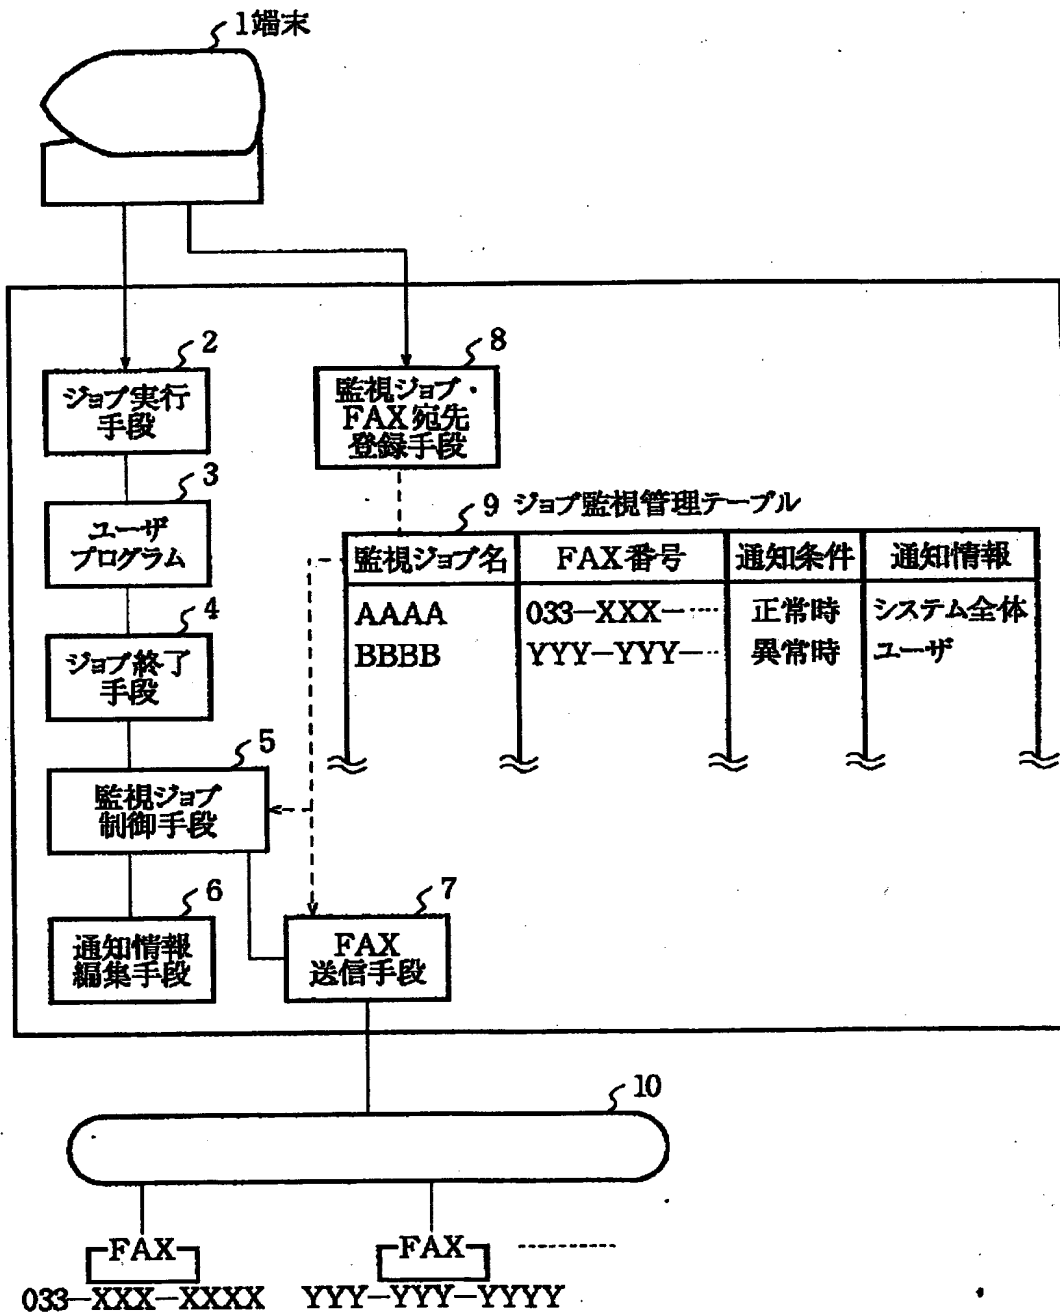 1端末
2
ジョブ実行
手段
8
監視ジョブ・
FAX宛先
登録手段
3
ユーザ
プログラム
9 ジョブ監視管理テーブル
監視ジョブ名 FAX番号 通知条件 通知情報
AAAA 033-XXX-‥‥ 正常時 システム全体
BBBB YYY-YYY-‥ 異常時 ユーザ
4
ジョブ終了
手段
5
監視ジョブ
制御手段
6
通知情報
編集手段
7
FAX
送信手段
10
FAX FAX
033-XXX-XXXX YYY-YYY-YYYY